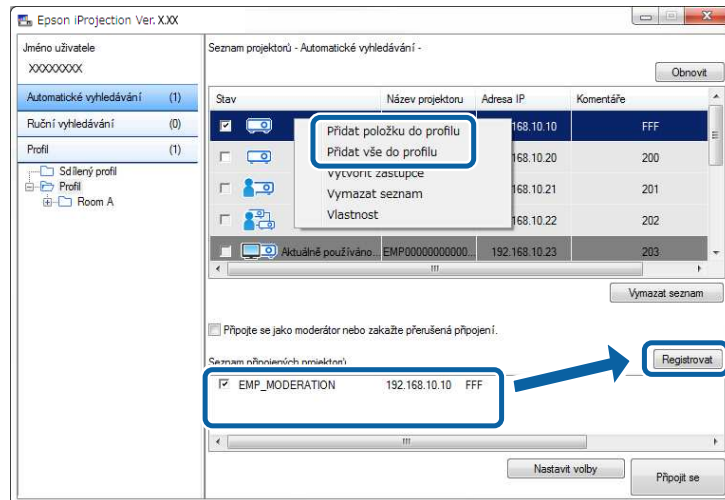 Epson iProjection Ver. X.XX
Jméno uživatele
XXXXXXXX
Automatické vyhledávání (1)
Ruční vyhledávání (0)
Profil (1)
Sdílený profil
Profil
Room A
Seznam projektorů - Automatické vyhledávání -
Obnovit
Stav Název projektoru Adresa IP Komentáře
168.10.10 FFF
168.10.20 200
168.10.21 201
168.10.22 202
Aktuálně používáno... EMP00000000000... 192.168.10.23 203
Přidat položku do profilu
Přidat vše do profilu
Vytvořit zástupce
Vymazat seznam
Vlastnost
Vymazat seznam
Připojte se jako moderátor nebo zakažte přerušená připojení.
Seznam připojených projektorů
Registrovat
EMP_MODERATION 192.168.10.10 FFF
Nastavit volby
Připojit se